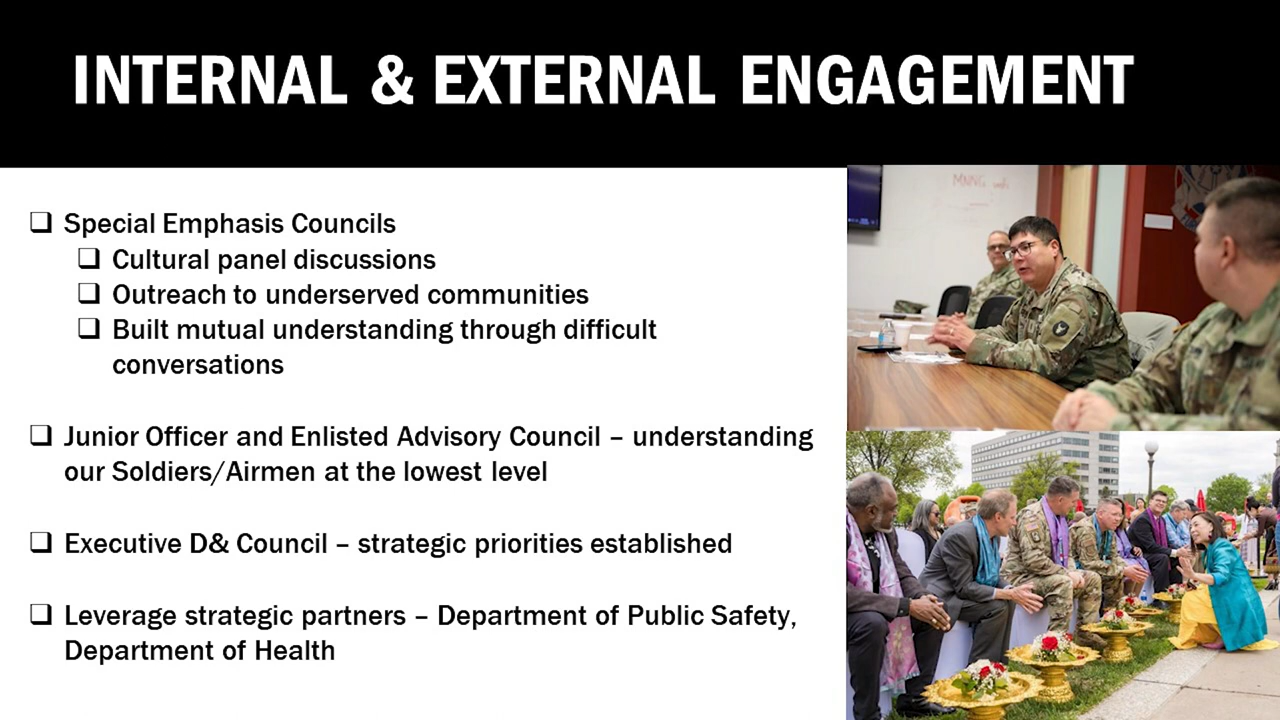 INTERNAL & EXTERNAL ENGAGEMENT
Special Emphasis Councils
Cultural panel discussions
Outreach to underserved communities
Built mutual understanding through difficult
conversations
Junior Officer and Enlisted Advisory Council – understanding
our Soldiers/Airmen at the lowest level
Executive D& Council – strategic priorities established
Leverage strategic partners – Department of Public Safety,
Department of Health